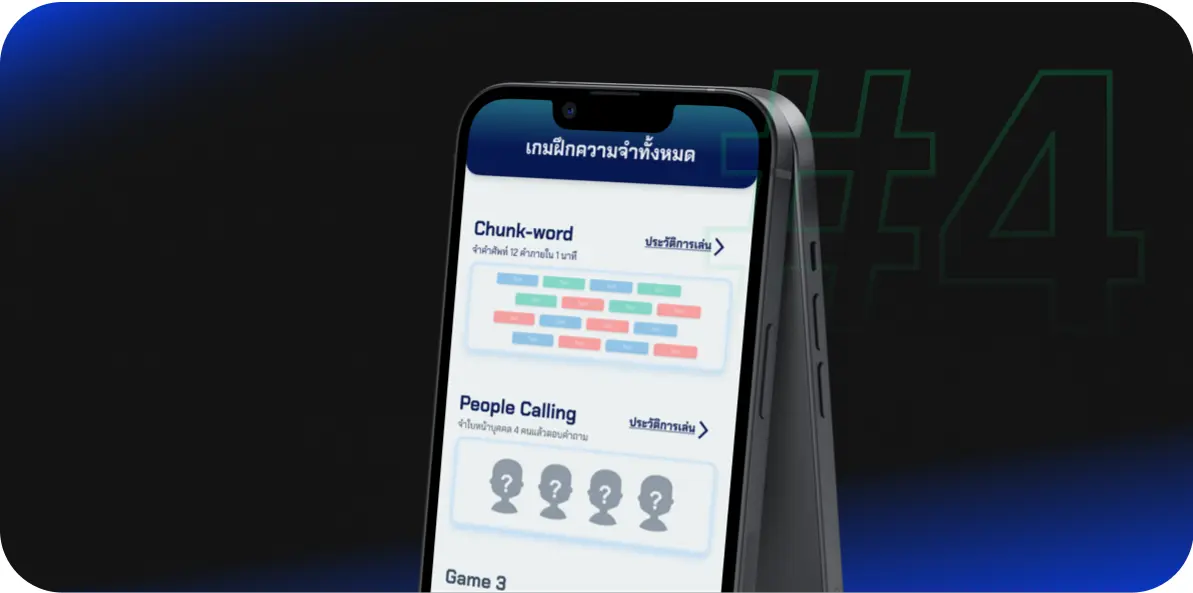 #4
เกมฝึกความจำทั้งหมด
Chunk-word
ประวัติการเล่น
จำคำศัพท์ 12 คำภายใน 1 นาที
People Calling
ประวัติการเล่น
จำใบหน้าบุคคล 4 คนแล้วตอบคำถาม
? ? ? ?
Game 3